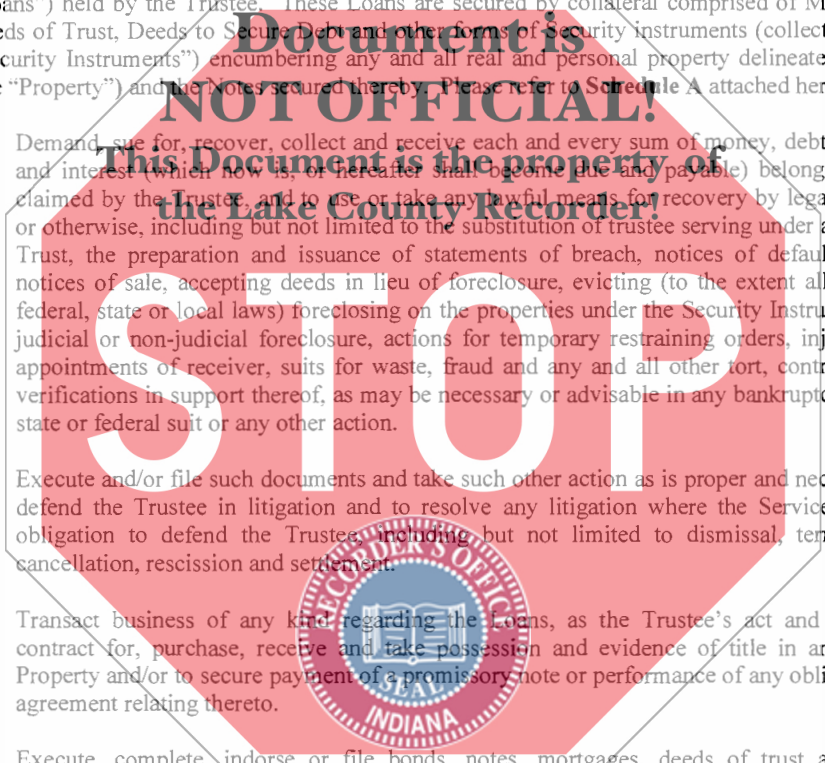 ans") held by the Trustee. These Loans are secured by collateral comprised of M
Document is
eds of Trust, Deeds to Secure Debt and other forms of Security instruments (collect
curity Instruments") encumbering any and all real and personal property delineate
"Property") and the Notes secured thereby. Please refer to Schedule A attached her
NOT OFFICIAL!
Demand, sue for, recover, collect and receive each and every sum of money, debt
This Document is the property of
and interest (which now is, or hereafter shall become due and payable) belong
claimed by the Trustee, and to use or take any lawful means for recovery by lega
the Lake County Recorder!
or otherwise, including but not limited to the substitution of trustee serving under a
Trust, the preparation and issuance of statements of breach, notices of defaul
notices of sale, accepting deeds in lieu of foreclosure, evicting (to the extent all
federal, state or local laws) foreclosing on the properties under the Security Instru
judicial or non-judicial foreclosure, actions for temporary restraining orders, inj
appointments of receiver, suits for waste, fraud and any and all other tort, contr
verifications in support thereof, as may be necessary or advisable in any bankrupt
state or federal suit or any other action.
STOP
Execute and/or file such documents and take such other action as is proper and nec
defend the Trustee in litigation and to resolve any litigation where the Service
obligation to defend the Trustee, including, but not limited to dismissal, ter
cancellation, rescission and settlement.
RECORDER'S OFFICE
Transact business of any kind regarding the Loans, as the Trustee's act and
contract for, purchase, receive and take possession and evidence of title in a
Property and/or to secure payment of a promissory note or performance of any obli
agreement relating thereto.
SEAL
INDIANA
Execute, complete, indorse or file bonds, notes, mortgages, deeds of trust a